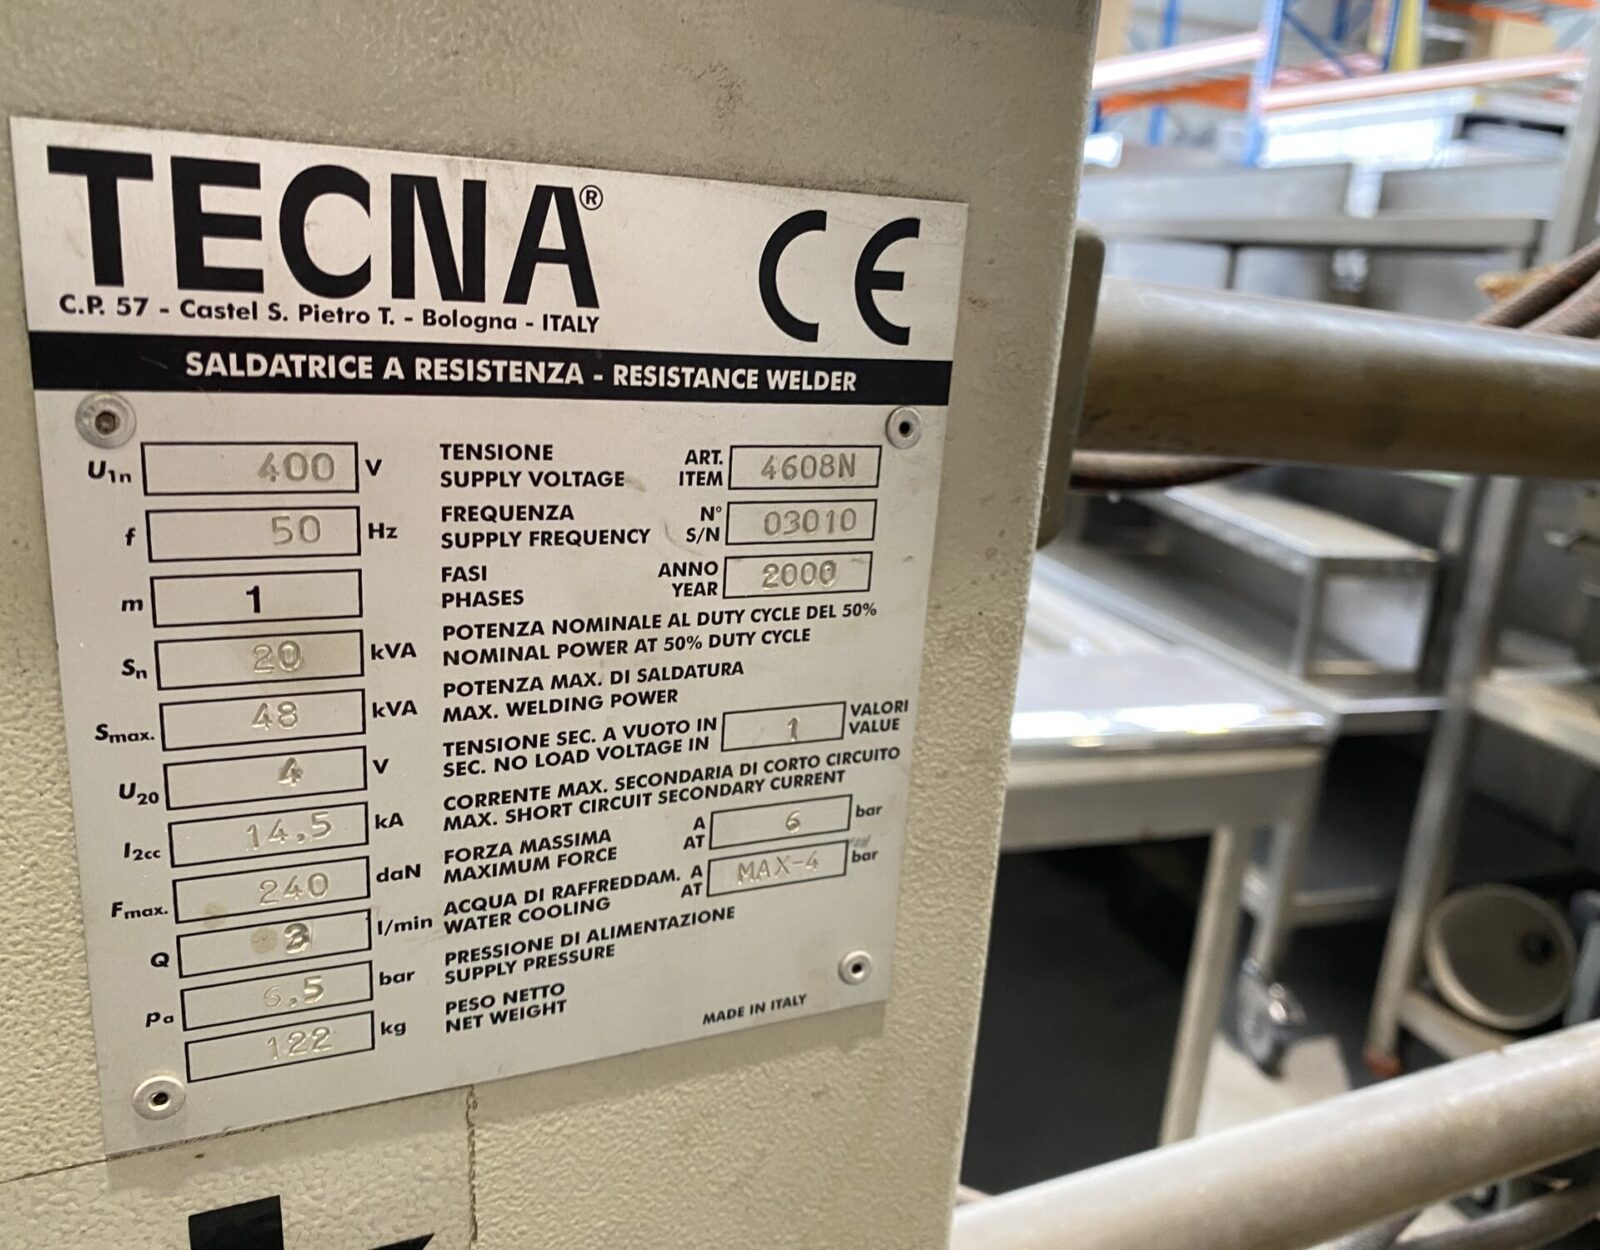 TECNA®
CE
C.P. 57 - Castel S. Pietro T. - Bologna - ITALY
SALDATRICE A RESISTENZA - RESISTANCE WELDER
U1n 400 V TENSIONE SUPPLY VOLTAGE ART. ITEM 4608N
f 50 Hz FREQUENZA SUPPLY FREQUENCY N° S/N 03010
m 1 FASI PHASES ANNO YEAR 2000
Sn 20 kVA POTENZA NOMINALE AL DUTY CYCLE DEL 50% NOMINAL POWER AT 50% DUTY CYCLE
Smax. 48 kVA POTENZA MAX. DI SALDATURA MAX. WELDING POWER
U20 4 V TENSIONE SEC. A VUOTO IN SEC. NO LOAD VOLTAGE IN 1 VALORI VALUE
I2cc 14,5 kA CORRENTE MAX. SECONDARIA DI CORTO CIRCUITO MAX. SHORT CIRCUIT SECONDARY CURRENT
Fmax. 240 daN FORZA MASSIMA MAXIMUM FORCE A AT 6 bar
Q 3 l/min ACQUA DI RAFFREDDAM. WATER COOLING A AT MAX-4 bar
Pa 6,5 bar PRESSIONE DI ALIMENTAZIONE SUPPLY PRESSURE
122 kg PESO NETTO NET WEIGHT
MADE IN ITALY